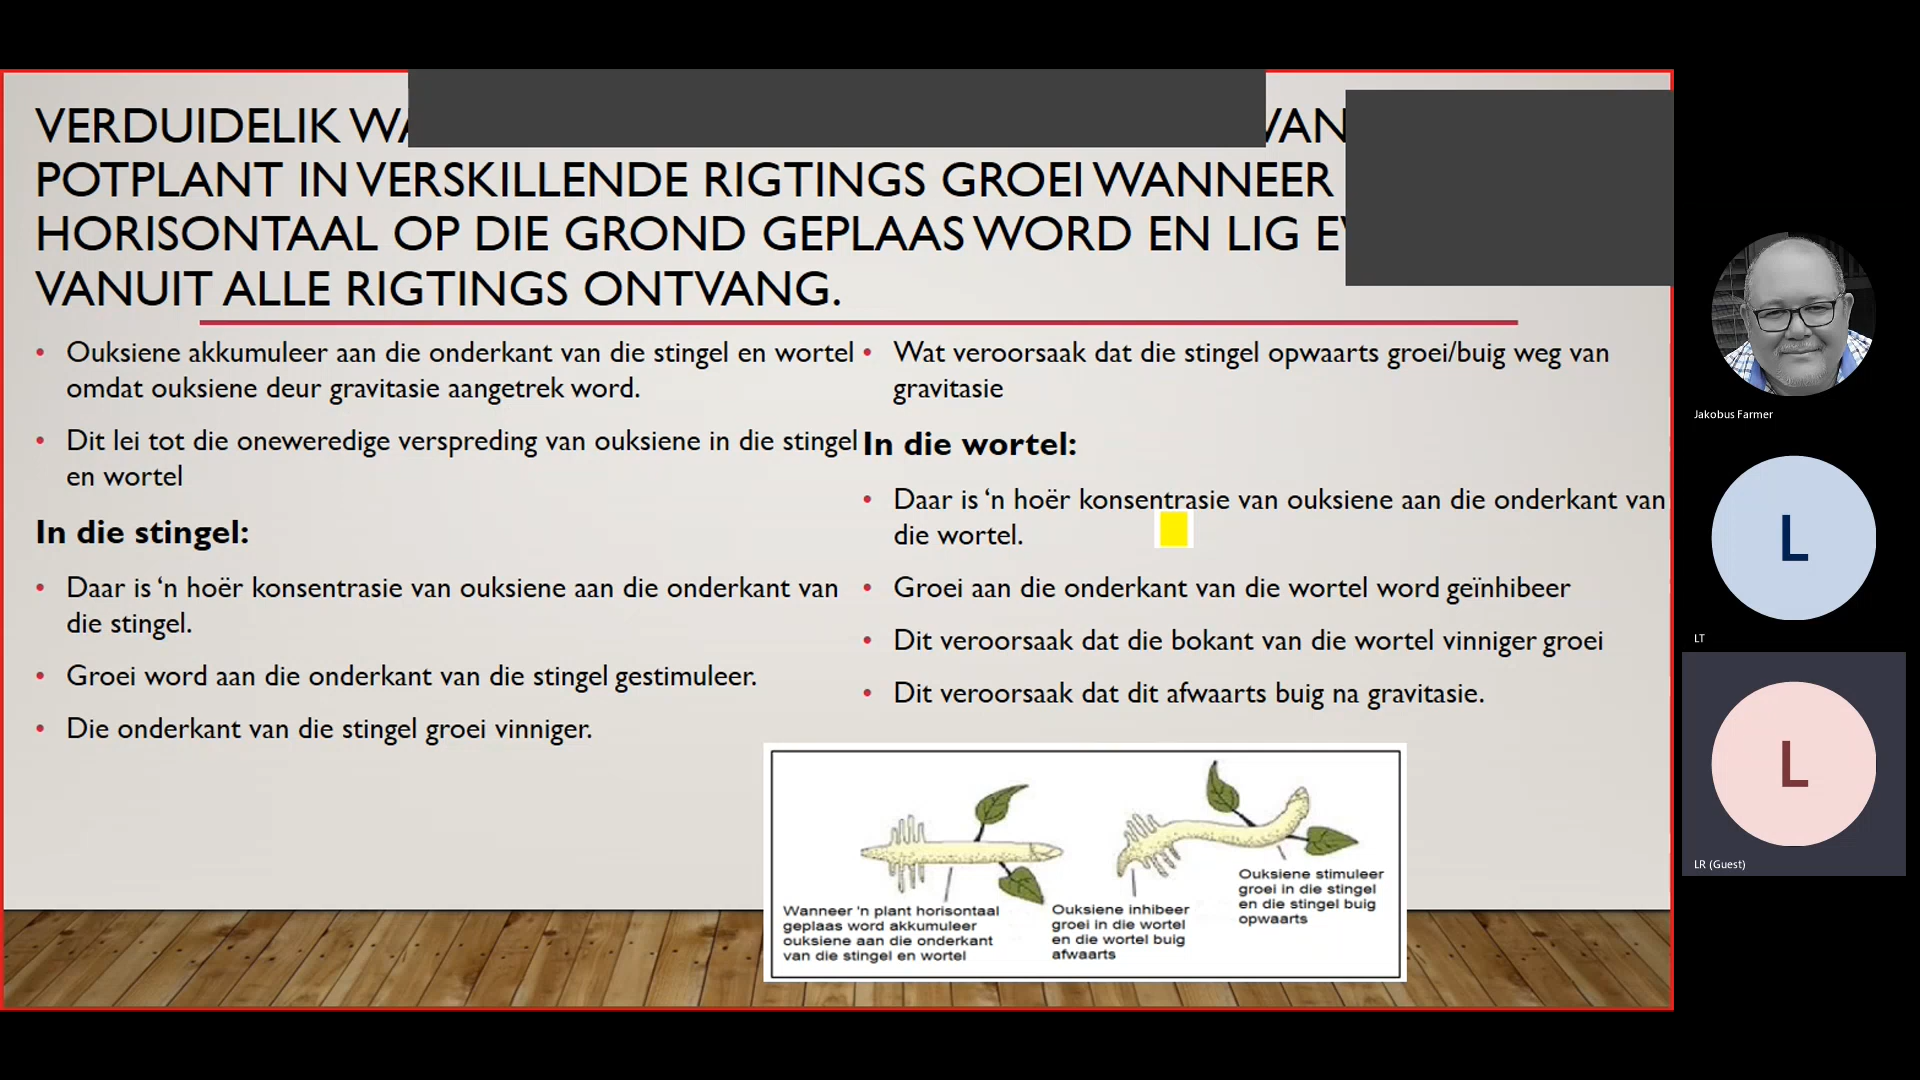 VERDUIDELIK VAN
POTPLANT IN VERSKILLENDE RIGTINGS GROEI WANNEER
HORISONTAAL OP DIE GROND GEPLAAS WORD EN LIG
VANUIT ALLE RIGTINGS ONTVANG.
• Ouksiene akkumuleer aan die onderkant van die stingel en wortel
omdat ouksiene deur gravitasie aangetrek word.
• Dit lei tot die oneweredige verspreding van ouksiene in die stingel
en wortel
In die stingel:
• Daar is ‘n hoër konsentrasie van ouksiene aan die onderkant van
die stingel.
• Groei word aan die onderkant van die stingel gestimuleer.
• Die onderkant van die stingel groei vinniger.
• Wat veroorsaak dat die stingel opwaarts groei/buig weg van
gravitasie
In die wortel:
• Daar is ‘n hoër konsentrasie van ouksiene aan die onderkant van
die wortel.
• Groei aan die onderkant van die wortel word geïnhibeer
• Dit veroorsaak dat die bokant van die wortel vinniger groei
• Dit veroorsaak dat dit afwaarts buig na gravitasie.
Wanneer 'n plant horisontaal
geplaas word akkumuleer
ouksiene aan die onderkant
van die stingel en wortel
Ouksiene inhibeer
groei in die wortel
en die wortel buig
afwaarts
Ouksiene stimuleer
groei in die stingel
en die stingel buig
opwaarts
Jakobus Farmer
L
LT
L
LR (Guest)